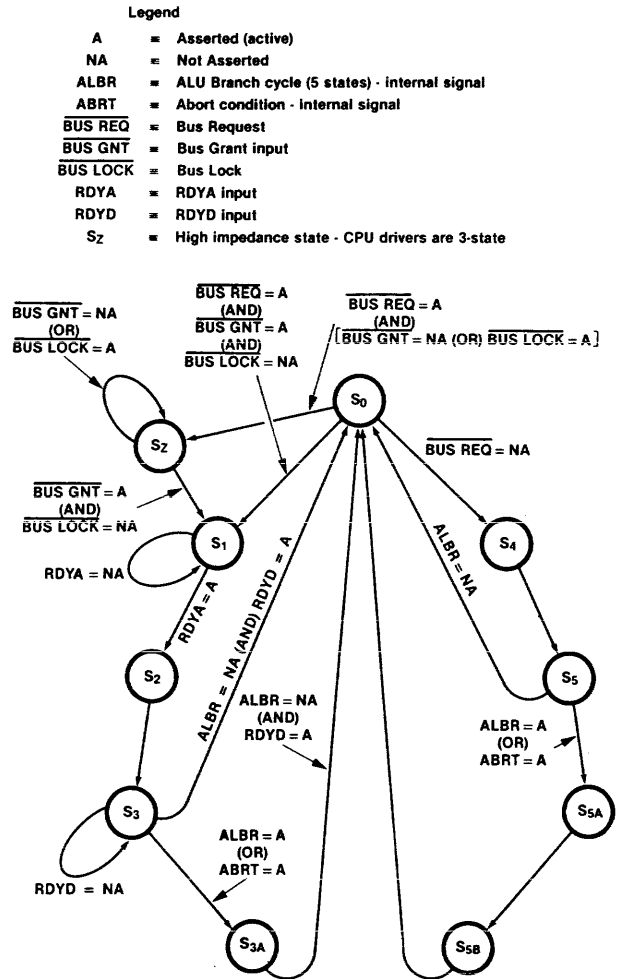 Legend
A = Asserted (active)
NA = Not Asserted
ALBR = ALU Branch cycle (5 states) - internal signal
ABRT = Abort condition - internal signal
BUS REQ = Bus Request
BUS GNT = Bus Grant input
BUS LOCK = Bus Lock
RDYA = RDYA input
RDYD = RDYD input
SZ = High impedance state - CPU drivers are 3-state
BUS GNT = NA
(OR)
BUS LOCK = A
BUS REQ = A
(AND)
BUS GNT = A
(AND)
BUS LOCK = NA
BUS REQ = A
(AND)
[BUS GNT = NA (OR) BUS LOCK = A]
S0
SZ
BUS REQ = NA
BUS GNT = A
(AND)
BUS LOCK = NA
S1
RDYA = NA
RDYA = A
ALBR = NA (AND) RDYD = A
ALBR = NA
S4
S2
S5
ALBR = NA
(AND)
RDYD = A
ALBR = A
(OR)
ABRT = A
S3
S5A
RDYD = NA
ALBR = A
(OR)
ABRT = A
S3A
S5B